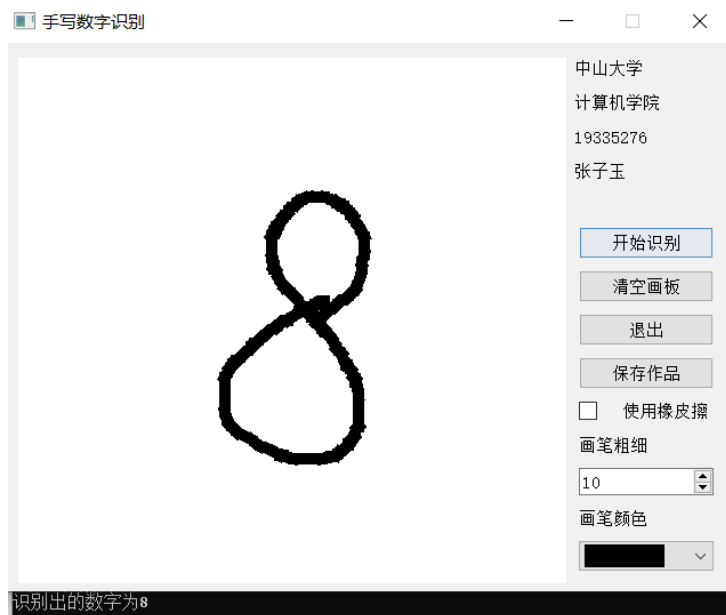 手写数字识别
中山大学
计算机学院
19335276
张子玉
8
开始识别
清空画板
退出
保存作品
使用橡皮擦
画笔粗细
10
画笔颜色
识别出的数字为8